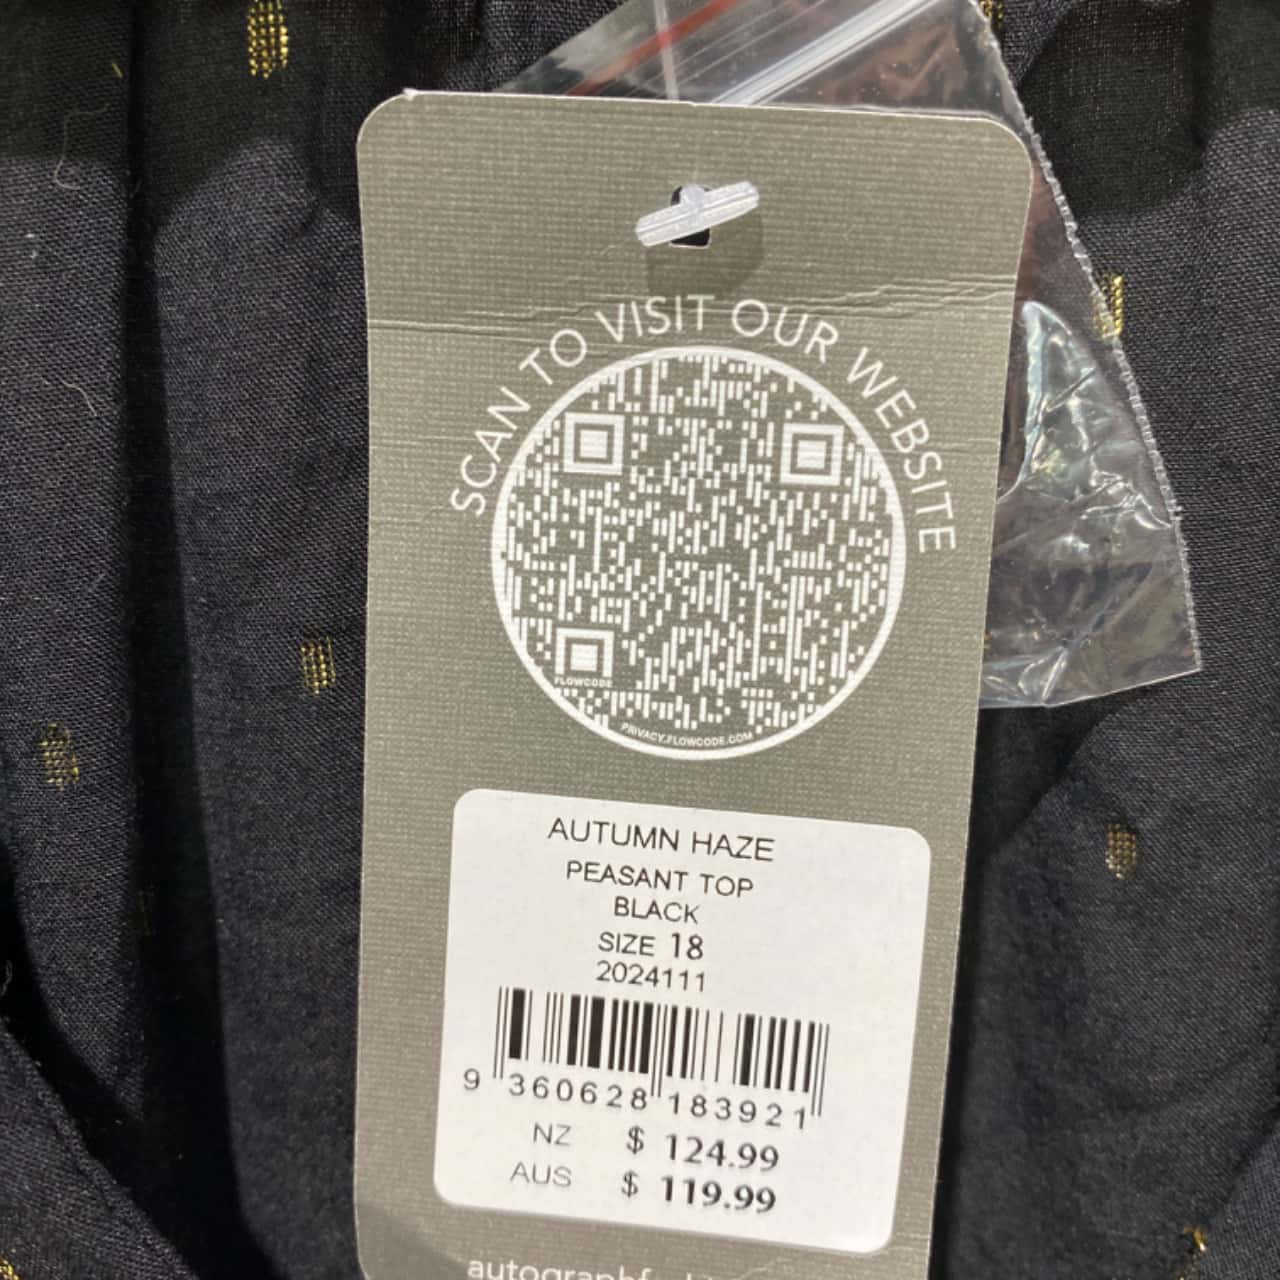 SCAN TO VISIT OUR WEBSITE
FLOWCODE
PRIVACY.FLOWCODE.COM
AUTUMN HAZE
PEASANT TOP
BLACK
SIZE 18
2024111
9 360628 183921
NZ $ 124.99
AUS $ 119.99